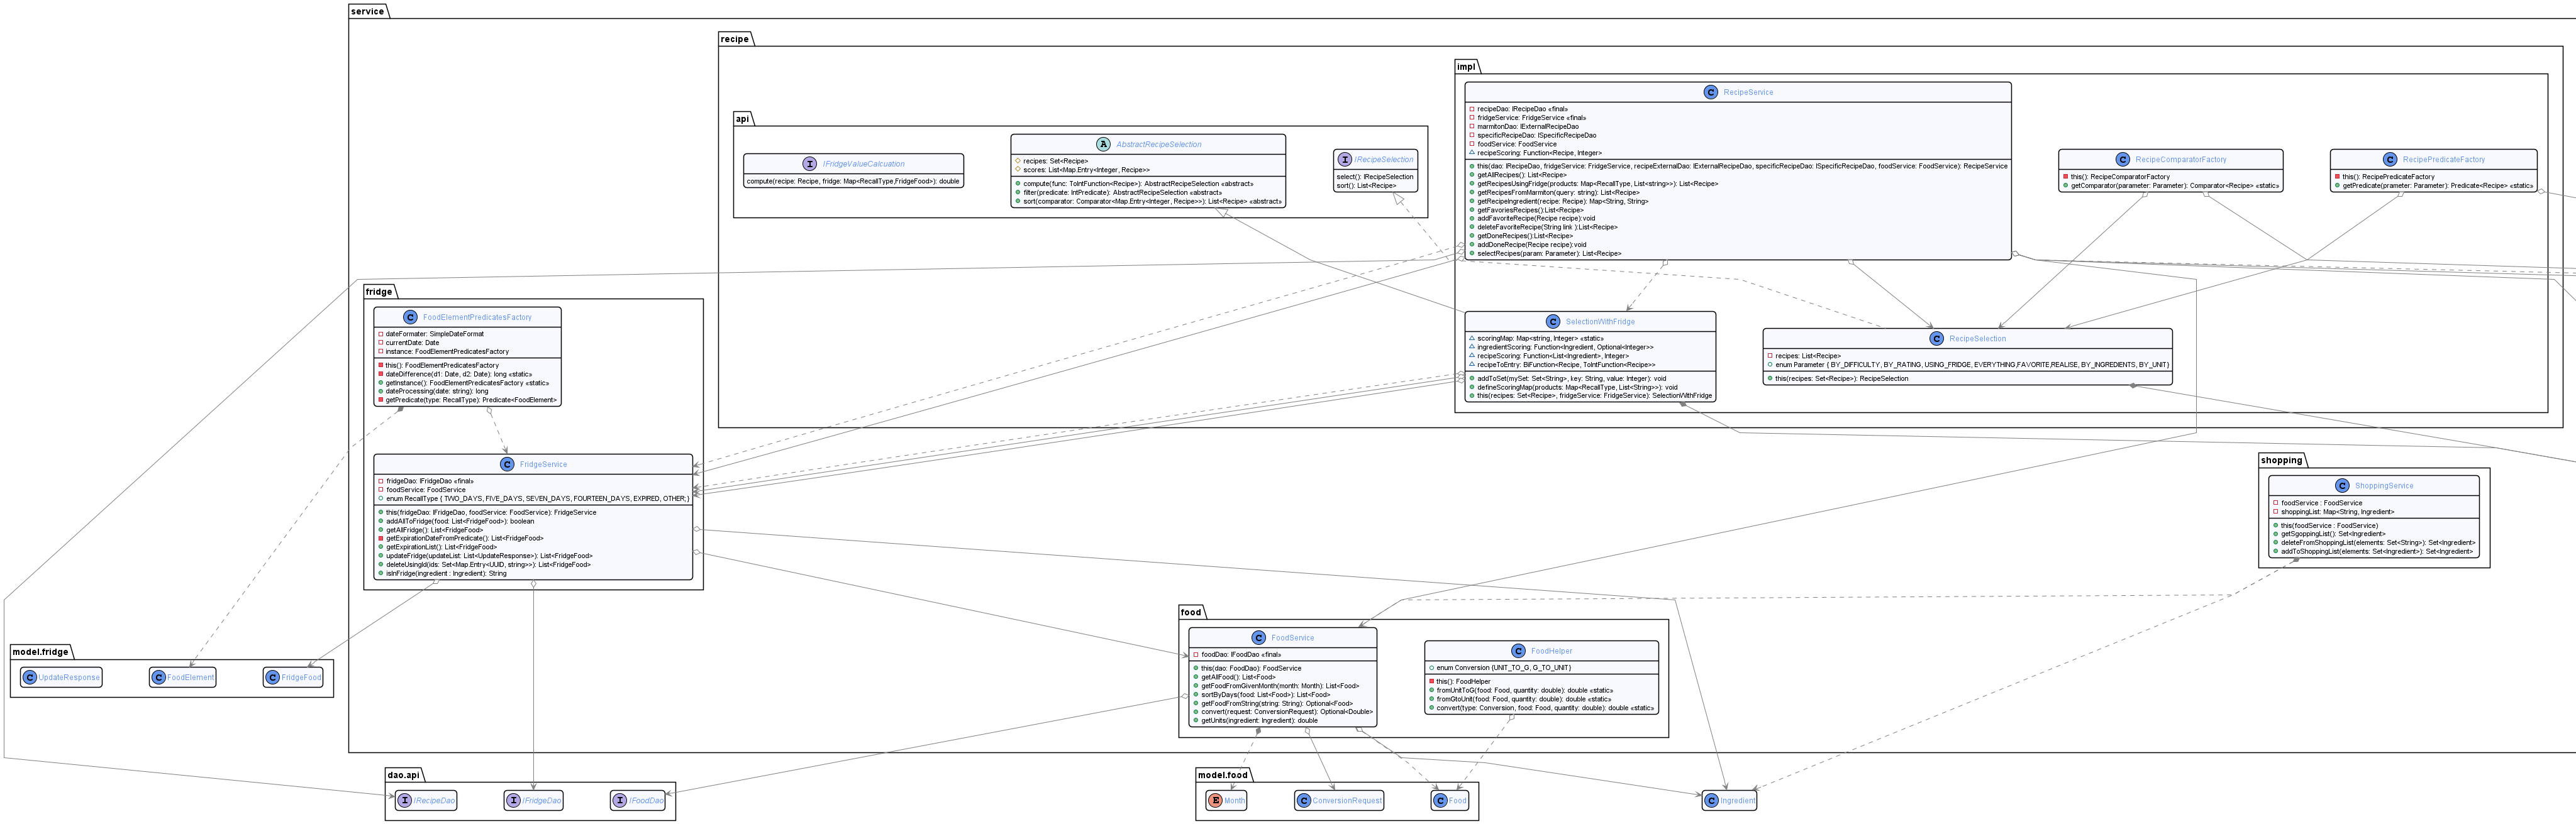 service
recipe
impl
api
C RecipeService
recipeDao: IRecipeDao «final»
fridgeService: FridgeService «final»
marmitonDao: IExternalRecipeDao
specificRecipeDao: ISpecificRecipeDao
foodService: FoodService
recipeScoring: Function<Recipe, Integer>
this(dao: IRecipeDao, fridgeService: FridgeService, recipeExternalDao: IExternalRecipeDao, specificRecipeDao: ISpecificRecipeDao, foodService: FoodService): RecipeService
getAllRecipes(): List<Recipe>
getRecipesUsingFridge(products: Map<RecallType, List<string>>): List<Recipe>
getRecipesFromMarmiton(query: string): List<Recipe>
getRecipeIngredient(recipe: Recipe): Map<String, String>
getFavoriesRecipes():List<Recipe>
addFavoriteRecipe(Recipe recipe):void
deleteFavoriteRecipe(String link ):List<Recipe>
getDoneRecipes():List<Recipe>
addDoneRecipe(Recipe recipe):void
selectRecipes(param: Parameter): List<Recipe>
I IFridgeValueCalcuation
compute(recipe: Recipe, fridge: Map<RecallType,FridgeFood>): double
A AbstractRecipeSelection
recipes: Set<Recipe>
scores: List<Map.Entry<Integer, Recipe>>
compute(func: ToIntFunction<Recipe>): AbstractRecipeSelection «abstract»
filter(predicate: IntPredicate): AbstractRecipeSelection «abstract»
sort(comparator: Comparator<Map.Entry<Integer, Recipe>>): List<Recipe> «abstract»
I IRecipeSelection
select(): IRecipeSelection
sort(): List<Recipe>
C RecipeComparatorFactory
this(): RecipeComparatorFactory
getComparator(parameter: Parameter): Comparator<Recipe> «static»
C RecipePredicateFactory
this(): RecipePredicateFactory
getPredicate(prameter: Parameter): Predicate<Recipe> «static»
fridge
C FoodElementPredicatesFactory
dateFormater: SimpleDateFormat
currentDate: Date
instance: FoodElementPredicatesFactory
this(): FoodElementPredicatesFactory
dateDifference(d1: Date, d2: Date): long «static»
getInstance(): FoodElementPredicatesFactory «static»
dateProcessing(date: string): long
getPredicate(type: RecallType): Predicate<FoodElement>
C SelectionWithFridge
scoringMap: Map<string, Integer> «static»
ingredientScoring: Function<Ingredient, Optional<Integer>>
recipeScoring: Function<List<Ingredient>, Integer>
recipeToEntry: BiFunction<Recipe, ToIntFunction<Recipe>>
addToSet(mySet: Set<String>, key: String, value: Integer): void
defineScoringMap(products: Map<RecallType, List<String>>): void
this(recipes: Set<Recipe>, fridgeService: FridgeService): SelectionWithFridge
C RecipeSelection
recipes: List<Recipe>
enum Parameter { BY_DIFFICULTY, BY_RATING, USING_FRIDGE, EVERYTHING,FAVORITE,REALISE, BY_INGREDIENTS, BY_UNIT}
this(recipes: Set<Recipe>): RecipeSelection
C FridgeService
fridgeDao: IFridgeDao «final»
foodService: FoodService
enum RecallType { TWO_DAYS, FIVE_DAYS, SEVEN_DAYS, FOURTEEN_DAYS, EXPIRED, OTHER; }
this(fridgeDao: IFridgeDao, foodService: FoodService): FridgeService
addAllToFridge(food: List<FridgeFood>): boolean
getAllFridge(): List<FridgeFood>
getExpirationDateFromPredicate(): List<FridgeFood>
getExpirationList(): List<FridgeFood>
updateFridge(updateList: List<UpdateResponse>): List<FridgeFood>
deleteUsingId(ids: Set<Map.Entry<UUID, string>>): List<FridgeFood>
isInFridge(ingredient : Ingredient): String
shopping
C ShoppingService
foodService : FoodService
shoppingList: Map<String, Ingredient>
this(foodService : FoodService)
getSgoppingList(): Set<Ingredient>
deleteFromShoppingList(elements: Set<String>): Set<Ingredient>
addToShoppingList(elements: Set<Ingredient>): Set<Ingredient>
food
C FoodService
foodDao: IFoodDao «final»
this(dao: FoodDao): FoodService
getAllFood(): List<Food>
getFoodFromGivenMonth(month: Month): List<Food>
sortByDays(food: List<Food>): List<Food>
getFoodFromString(string: String): Optional<Food>
convert(request: ConversionRequest): Optional<Double>
getUnits(ingredient: Ingredient): double
C FoodHelper
enum Conversion {UNIT_TO_G, G_TO_UNIT}
this(): FoodHelper
fromUnitToG(food: Food, quantity: double): double «static»
fromGtoUnit(food: Food, quantity: double): double «static»
convert(type: Conversion, food: Food, quantity: double): double «static»
model.fridge
C UpdateResponse
C FoodElement
C FridgeFood
dao.api
I IRecipeDao
I IFridgeDao
I IFoodDao
model.food
E Month
C ConversionRequest
C Food
C Ingredient